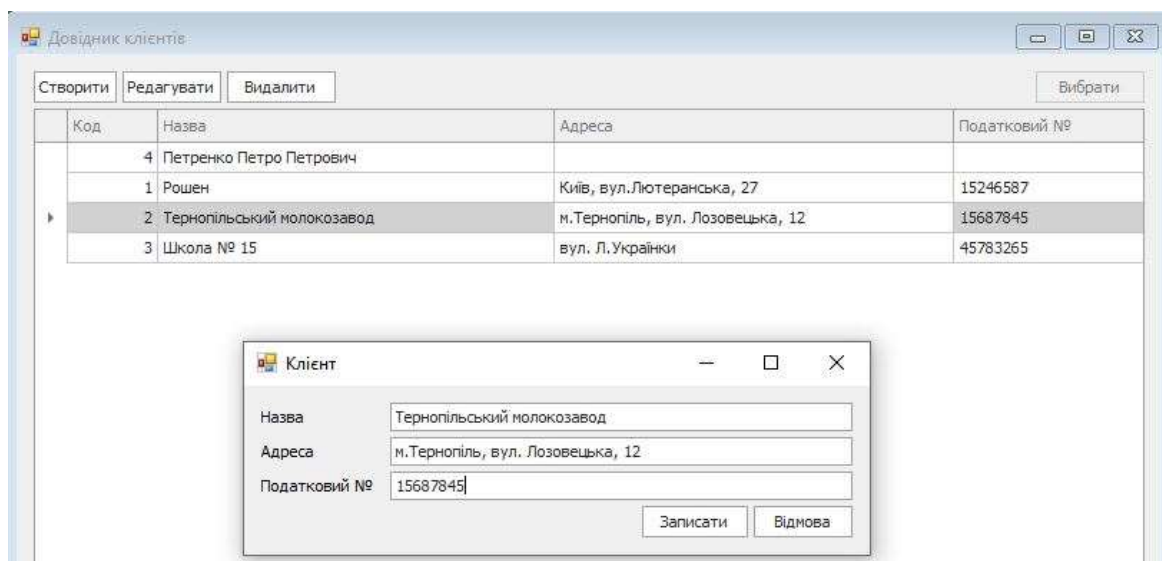 Довідник клієнтів
Створити Редагувати Видалити Вибрати
Код Назва Адреса Податковий №
4 Петренко Петро Петрович
1 Рошен Київ, вул.Лютеранська, 27 15246587
2 Тернопільський молокозавод м.Тернопіль, вул. Лозовецька, 12 15687845
3 Школа № 15 вул. Л.Українки 45783265
Клієнт
Назва Тернопільський молокозавод
Адреса м.Тернопіль, вул. Лозовецька, 12
Податковий № 15687845
Записати Відмова